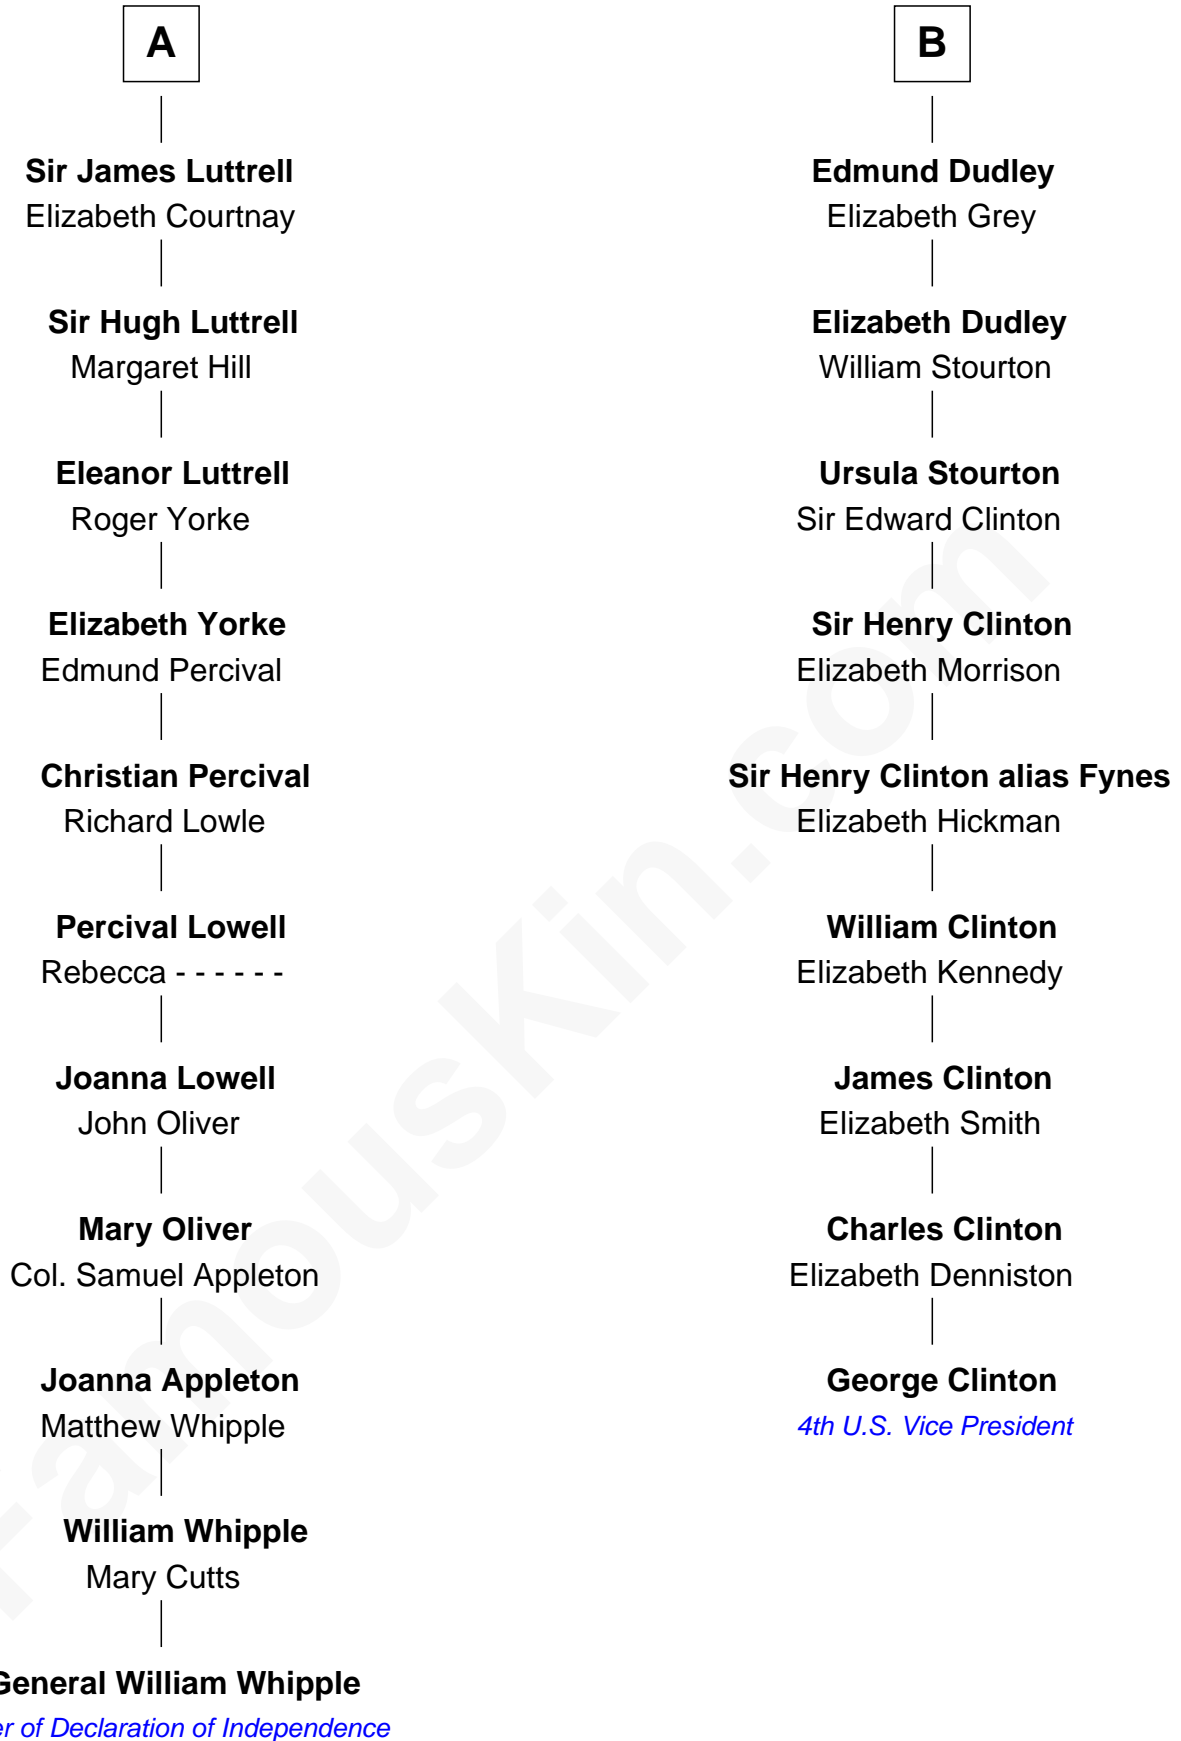 A
Sir James Luttrell
Elizabeth Courtnay
Sir Hugh Luttrell
Margaret Hill
Eleanor Luttrell
Roger Yorke
Elizabeth Yorke
Edmund Percival
Christian Percival
Richard Lowle
Percival Lowell
Rebecca - - - - - -
Joanna Lowell
John Oliver
Mary Oliver
Col. Samuel Appleton
Joanna Appleton
Matthew Whipple
William Whipple
Mary Cutts
General William Whipple
of Declaration of Independence
B
Edmund Dudley
Elizabeth Grey
Elizabeth Dudley
William Stourton
Ursula Stourton
Sir Edward Clinton
Sir Henry Clinton
Elizabeth Morrison
Sir Henry Clinton alias Fynes
Elizabeth Hickman
William Clinton
Elizabeth Kennedy
James Clinton
Elizabeth Smith
Charles Clinton
Elizabeth Denniston
George Clinton
4th U.S. Vice President
FamousKin.com